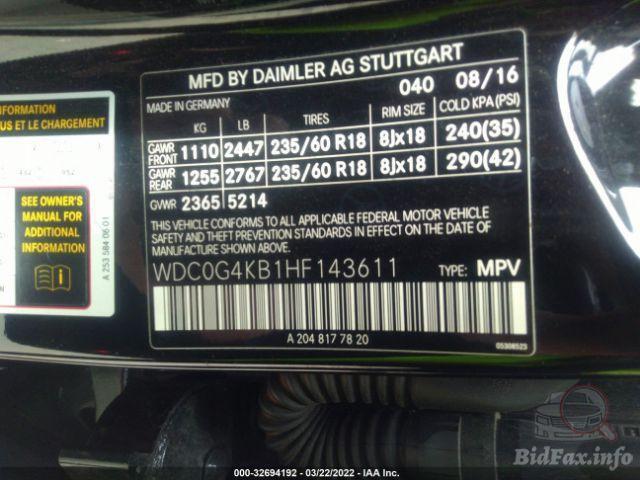 MFD BY DAIMLER AG STUTTGART
040 08/16
MADE IN GERMANY
KG LB TIRES RIM SIZE COLD KPA(PSI)
GAWR FRONT 1110 2447 235/60 R18 8Jx18 240(35)
GAWR REAR 1255 2767 235/60 R18 8Jx18 290(42)
GVWR 2365 5214
THIS VEHICLE CONFORMS TO ALL APPLICABLE FEDERAL MOTOR VEHICLE
SAFETY AND THEFT PREVENTION STANDARDS IN EFFECT ON THE DATE OF
MANUFACTURE SHOWN ABOVE.
WDC0G4KB1HF143611 TYPE: MPV
A 204 817 78 20
05308523
INFORMATION
US ET LE CHARGEMENT
SEE OWNER'S
MANUAL FOR
ADDITIONAL
INFORMATION
A 253 584 06 01
000-32694192 - 03/22/2022 - IAA Inc.
BidFax.info